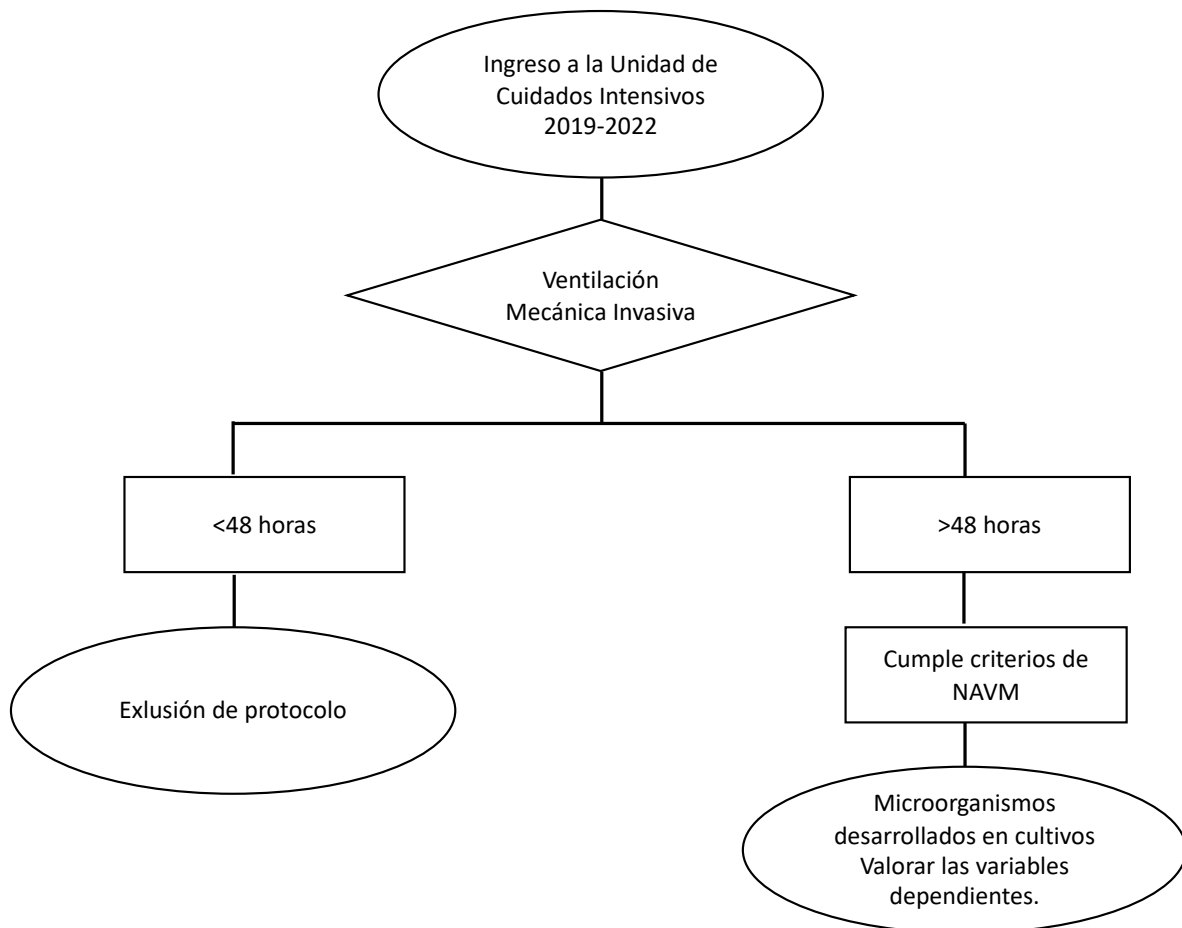 Ingreso a la Unidad de
Cuidados Intensivos
2019-2022
Ventilación
Mecánica Invasiva
<48 horas
>48 horas
Exlusión de protocolo
Cumple criterios de
NAVM
Microorganismos
desarrollados en cultivos
Valorar las variables
dependientes.